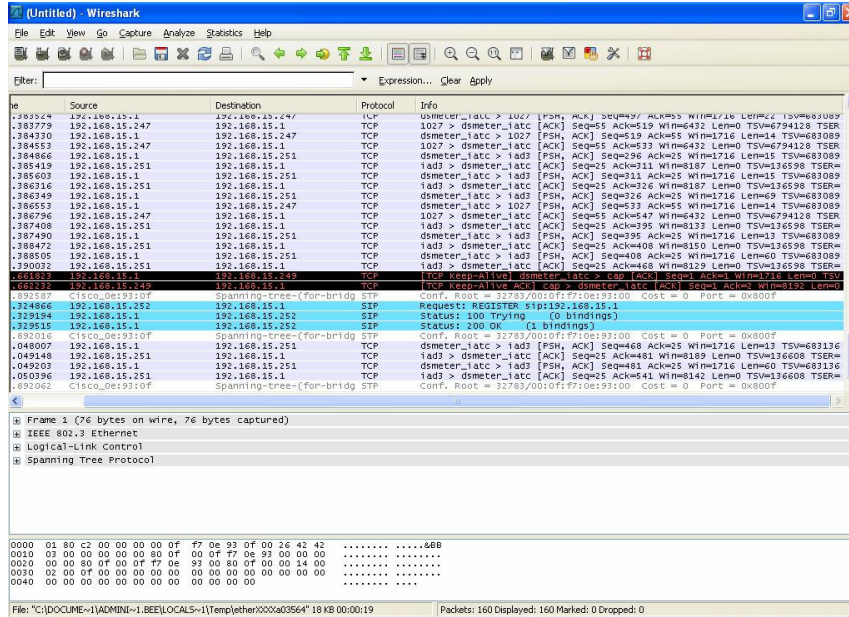 (Untitled) - Wireshark
File Edit View Go Capture Analyze Statistics Help
Filter: Expression... Clear Apply
ne Source Destination Protocol Info
.383524 192.168.15.1 192.168.15.247 TCP dsmeter_iatc > 1027 [PSH, ACK] Seq=497 Ack=55 Win=1716 Len=22 TSV=683089
.383779 192.168.15.247 192.168.15.1 TCP 1027 > dsmeter_iatc [ACK] Seq=55 Ack=519 Win=6432 Len=0 TSV=6794128 TSER
.384330 192.168.15.1 192.168.15.247 TCP dsmeter_iatc > 1027 [PSH, ACK] Seq=519 Ack=55 Win=1716 Len=14 TSV=683089
.384553 192.168.15.247 192.168.15.1 TCP 1027 > dsmeter_iatc [ACK] Seq=55 Ack=533 Win=6432 Len=0 TSV=6794128 TSER
.384866 192.168.15.1 192.168.15.251 TCP dsmeter_iatc > iad3 [PSH, ACK] Seq=296 Ack=25 Win=1716 Len=15 TSV=683089
.385419 192.168.15.251 192.168.15.1 TCP iad3 > dsmeter_iatc [ACK] Seq=25 Ack=311 Win=8187 Len=0 TSV=136598 TSER=
.385603 192.168.15.1 192.168.15.251 TCP dsmeter_iatc > iad3 [PSH, ACK] Seq=311 Ack=25 Win=1716 Len=15 TSV=683089
.386316 192.168.15.251 192.168.15.1 TCP iad3 > dsmeter_iatc [ACK] Seq=25 Ack=326 Win=8187 Len=0 TSV=136598 TSER=
.386349 192.168.15.1 192.168.15.251 TCP dsmeter_iatc > iad3 [PSH, ACK] Seq=326 Ack=25 Win=1716 Len=69 TSV=683089
.386553 192.168.15.1 192.168.15.247 TCP dsmeter_iatc > 1027 [PSH, ACK] Seq=533 Ack=55 Win=1716 Len=14 TSV=683089
.386796 192.168.15.247 192.168.15.1 TCP 1027 > dsmeter_iatc [ACK] Seq=55 Ack=547 Win=6432 Len=0 TSV=6794128 TSER
.387408 192.168.15.251 192.168.15.1 TCP iad3 > dsmeter_iatc [ACK] Seq=25 Ack=395 Win=8133 Len=0 TSV=136598 TSER=
.387490 192.168.15.1 192.168.15.251 TCP dsmeter_iatc > iad3 [PSH, ACK] Seq=395 Ack=25 Win=1716 Len=13 TSV=683089
.388472 192.168.15.251 192.168.15.1 TCP iad3 > dsmeter_iatc [ACK] Seq=25 Ack=408 Win=8150 Len=0 TSV=136598 TSER=
.388505 192.168.15.1 192.168.15.251 TCP dsmeter_iatc > iad3 [PSH, ACK] Seq=408 Ack=25 Win=1716 Len=60 TSV=683089
.390032 192.168.15.251 192.168.15.1 TCP iad3 > dsmeter_iatc [ACK] Seq=25 Ack=468 Win=8129 Len=0 TSV=136598 TSER=
.661823 192.168.15.1 192.168.15.249 TCP [TCP Keep-Alive] dsmeter_iatc > cap [ACK] Seq=1 Ack=1 Win=1716 Len=0 TSV
.662232 192.168.15.249 192.168.15.1 TCP [TCP Keep-Alive ACK] cap > dsmeter_iatc [ACK] Seq=1 Ack=2 Win=8192 Len=0
.892587 Cisco_0e:93:0f Spanning-tree-(for-bridg STP Conf. Root = 32783/00:0f:f7:0e:93:00 Cost = 0 Port = 0x800f
.324866 192.168.15.252 192.168.15.1 SIP Request: REGISTER sip:192.168.15.1
.329194 192.168.15.1 192.168.15.252 SIP Status: 100 Trying (0 bindings)
.329515 192.168.15.1 192.168.15.252 SIP Status: 200 OK (1 bindings)
.892016 Cisco_0e:93:0f Spanning-tree-(for-bridg STP Conf. Root = 32783/00:0f:f7:0e:93:00 Cost = 0 Port = 0x800f
.048007 192.168.15.1 192.168.15.251 TCP dsmeter_iatc > iad3 [PSH, ACK] Seq=468 Ack=25 Win=1716 Len=13 TSV=683136
.049148 192.168.15.251 192.168.15.1 TCP iad3 > dsmeter_iatc [ACK] Seq=25 Ack=481 Win=8189 Len=0 TSV=136608 TSER=
.049203 192.168.15.1 192.168.15.251 TCP dsmeter_iatc > iad3 [PSH, ACK] Seq=481 Ack=25 Win=1716 Len=60 TSV=683136
.050396 192.168.15.251 192.168.15.1 TCP iad3 > dsmeter_iatc [ACK] Seq=25 Ack=541 Win=8142 Len=0 TSV=136608 TSER=
.892062 Cisco_0e:93:0f Spanning-tree-(for-bridg STP Conf. Root = 32783/00:0f:f7:0e:93:00 Cost = 0 Port = 0x800f
Frame 1 (76 bytes on wire, 76 bytes captured)
IEEE 802.3 Ethernet
Logical-Link Control
Spanning Tree Protocol
0000 01 80 c2 00 00 00 00 0f f7 0e 93 0f 00 26 42 42 ........ .....&BB
0010 03 00 00 00 00 00 80 0f 00 0f f7 0e 93 00 00 00 ........ ........
0020 00 00 80 0f 00 0f f7 0e 93 00 80 0f 00 00 14 00 ........ ........
0030 02 00 0f 00 00 00 00 00 00 00 00 00 00 00 00 00 ........ ........
0040 00 00 00 00 00 00 00 00 00 00 00 00 ........ ....
File: "C:\DOCUME~1\ADMINI~1.BEE\LOCALS~1\Temp\etherXXXXa03564" 18 KB 00:00:19 Packets: 160 Displayed: 160 Marked: 0 Dropped: 0